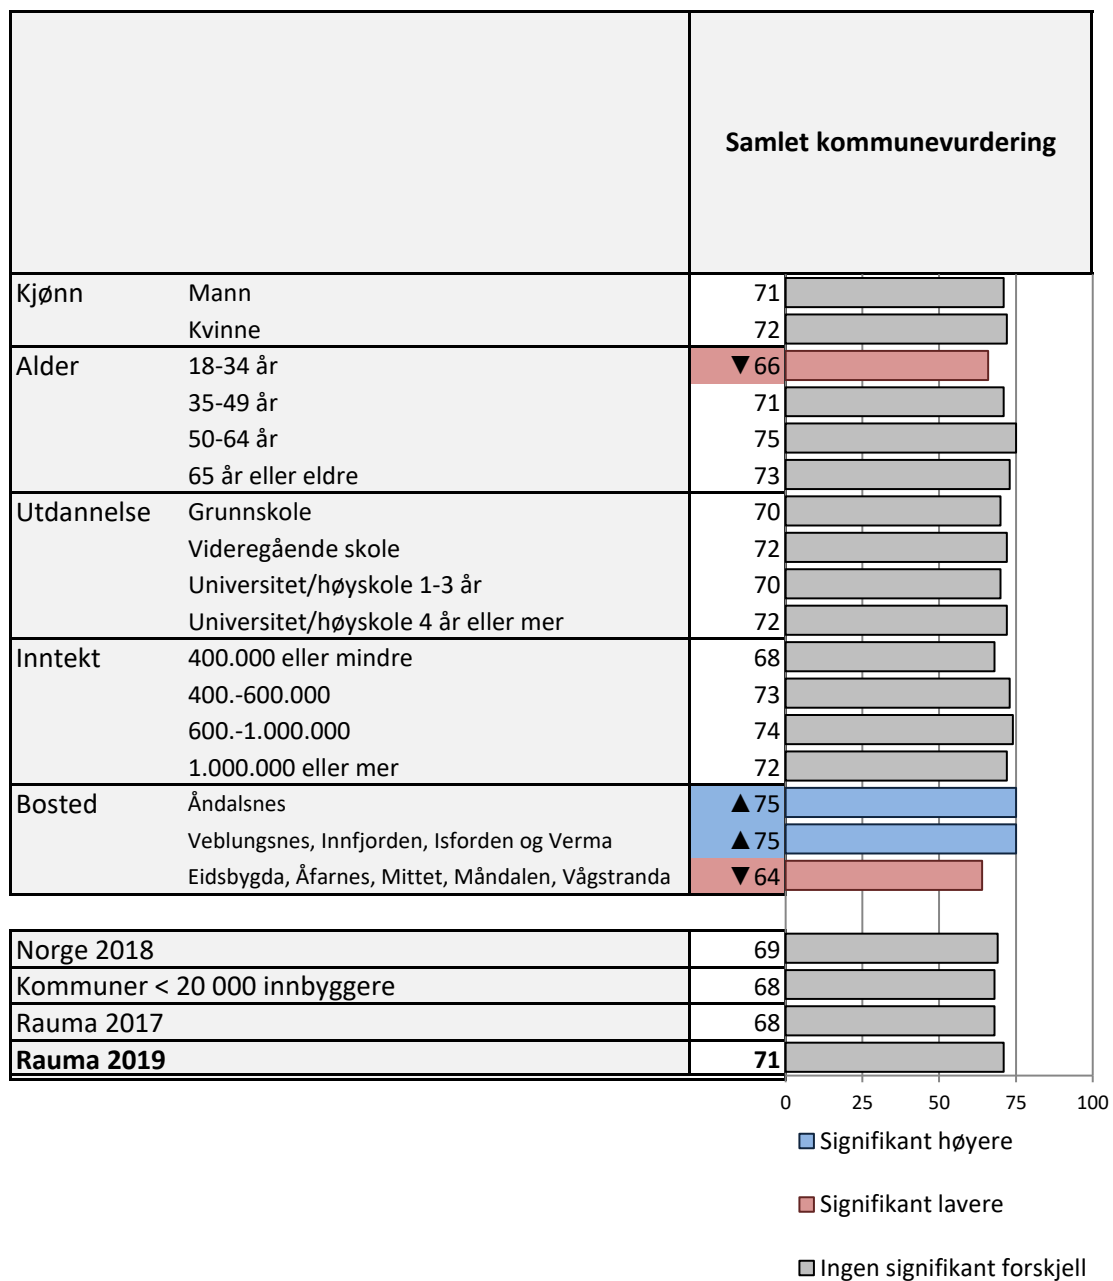 Samlet kommunevurdering
Kjønn Mann 71
Kvinne 72
Alder 18-34 år ▼66
35-49 år 71
50-64 år 75
65 år eller eldre 73
Utdannelse Grunnskole 70
Videregående skole 72
Universitet/høyskole 1-3 år 70
Universitet/høyskole 4 år eller mer 72
Inntekt 400.000 eller mindre 68
400.-600.000 73
600.-1.000.000 74
1.000.000 eller mer 72
Bosted Åndalsnes ▲75
Veblungsnes, Innfjorden, Isforden og Verma ▲75
Eidsbygda, Åfarnes, Mittet, Måndalen, Vågstranda ▼64
Norge 2018 69
Kommuner < 20 000 innbyggere 68
Rauma 2017 68
Rauma 2019 71
0 25 50 75 100
Signifikant høyere
Signifikant lavere
Ingen signifikant forskjell